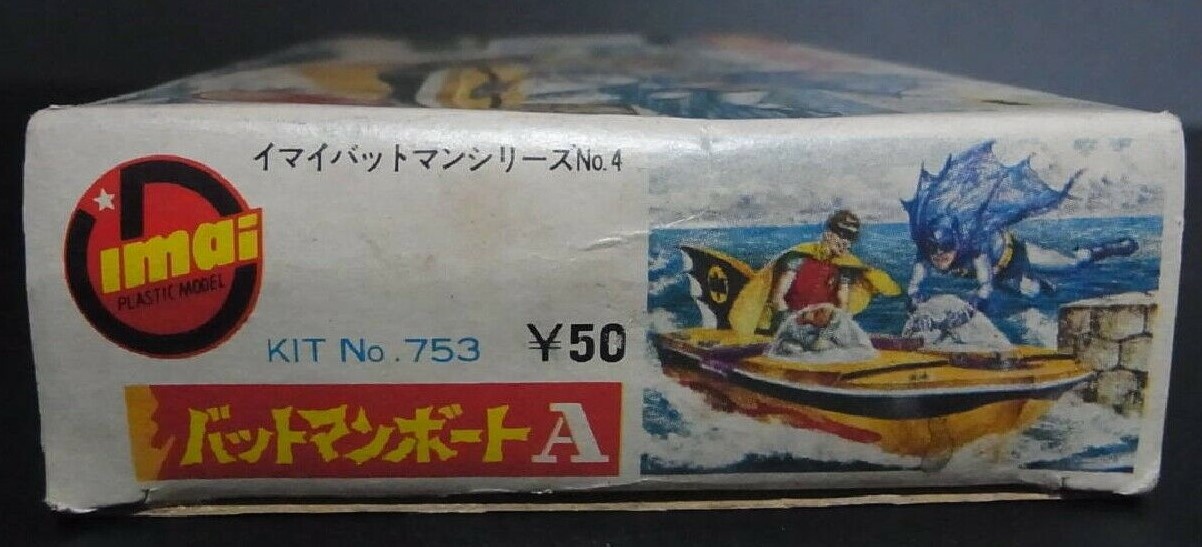 イマイバットマンシリーズNo.4
imai
PLASTIC MODEL
KIT No.753
¥50
バットマンボートA